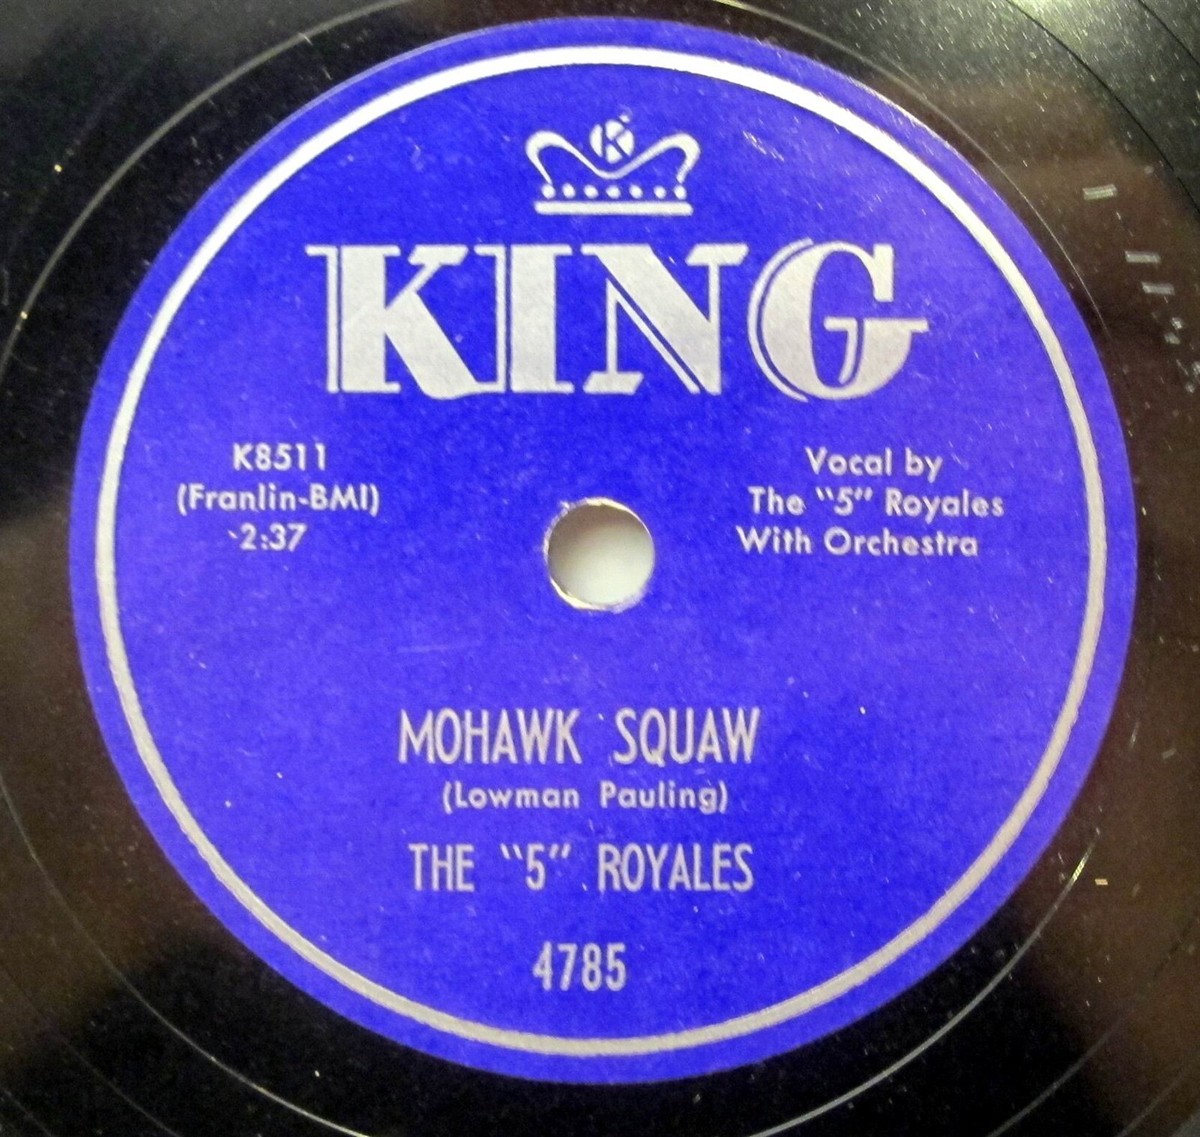 K
KING
K8511
(Franlin-BMI)
2:37
Vocal by
The "5" Royales
With Orchestra
MOHAWK SQUAW
(Lowman Pauling)
THE "5" ROYALES
4785